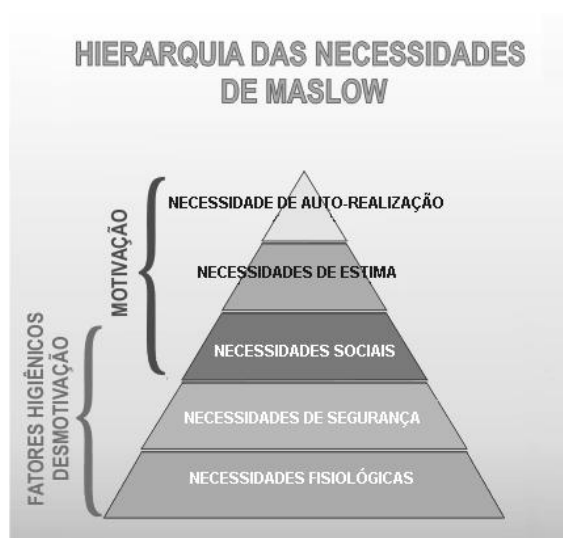 HIERARQUIA DAS NECESSIDADES
DE MASLOW
MOTIVAÇÃO
FATORES HIGIÊNICOS
DESMOTIVAÇÃO
NECESSIDADE DE AUTO-REALIZAÇÃO
NECESSIDADES DE ESTIMA
NECESSIDADES SOCIAIS
NECESSIDADES DE SEGURANÇA
NECESSIDADES FISIOLÓGICAS